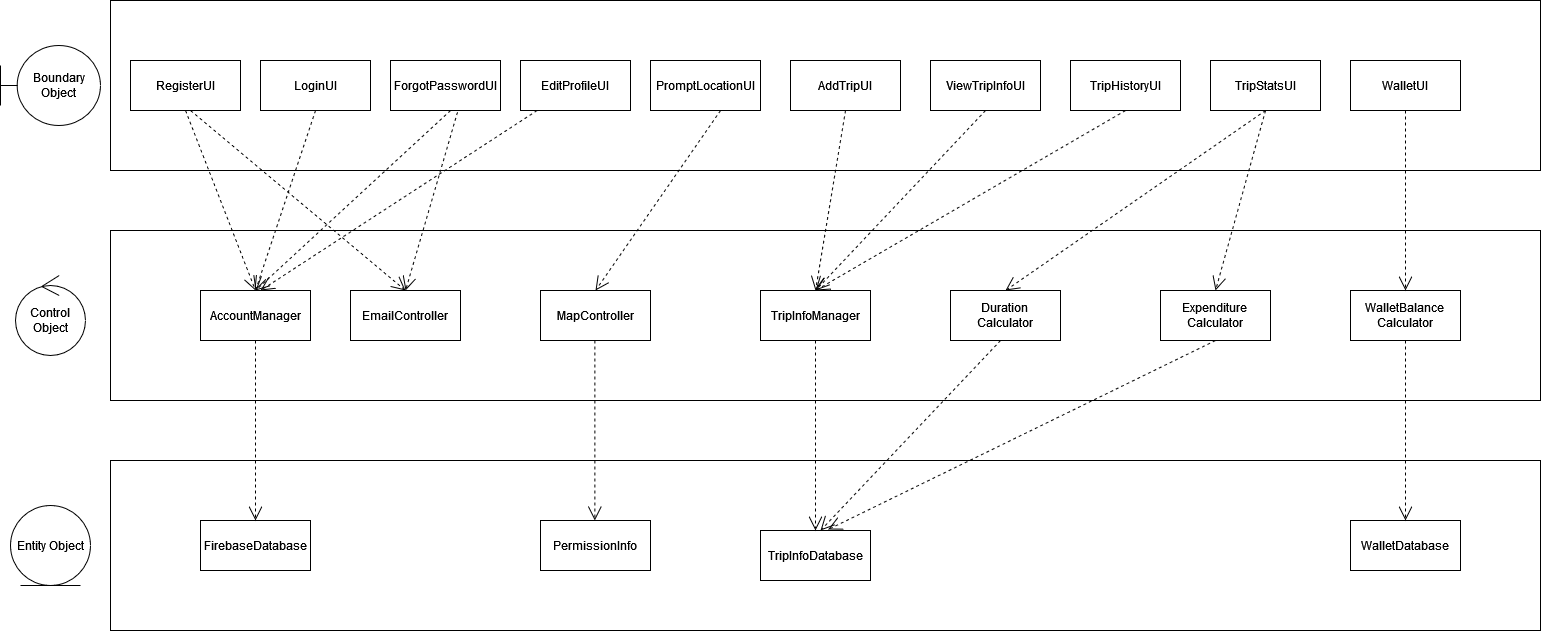 Boundary
Object
RegisterUI
LoginUI
ForgotPasswordUI
EditProfileUI
PromptLocationUI
AddTripUI
ViewTripInfoUI
TripHistoryUI
TripStatsUI
WalletUI
Control
Object
AccountManager
EmailController
MapController
TripInfoManager
Duration
Calculator
Expenditure
Calculator
WalletBalance
Calculator
Entity Object
FirebaseDatabase
PermissionInfo
TripInfoDatabase
WalletDatabase